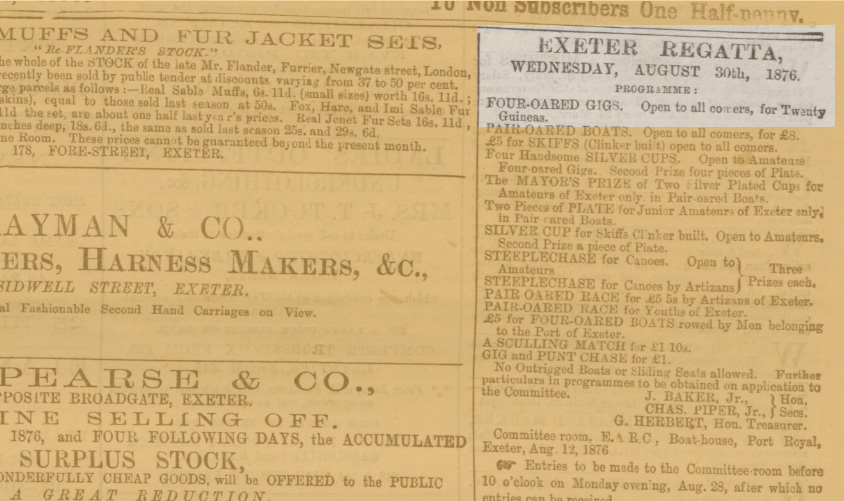 To Non Subscribers One Half-penny.
MUFFS AND FUR JACKET SETS,
"Re FLANDER'S STOCK."
the whole of the STOCK of the late Mr. Flander, Furrier, Newgate street, London,
recently been sold by public tender at discounts varying from 37 to 50 per cent.
rge parcels as follows :—Real Sable Muffs, 6s. 11d. (small sizes) worth 16s. 11d. ;
skins), equal to those sold last season at 50s. Fox, Hare, and Imi Sable Fur
11d the set, are about one half last year's prices. Real Jenet Fur Sets 16s. 11d ,
nches deep, 18s. 6d., the same as sold last season 25s. and 29s. 6d.
me Room. These prices cannot be guaranteed beyond the present month.
178, FORE-STREET, EXETER.
AYMAN & CO..
ERS, HARNESS MAKERS, &C.,
SIDWELL STREET, EXETER.
al Fashionable Second Hand Carriages on View.
PEARSE & CO.,
PPOSITE BROADGATE, EXETER.
INE SELLING OFF.
1876, and FOUR FOLLOWING DAYS, the ACCUMULATED
SURPLUS STOCK,
ONDERFULLY CHEAP GOODS, will be OFFERED to the PUBLIC
A GREAT REDUCTION.
EXETER REGATTA,
WEDNESDAY, AUGUST 30th, 1876.
PROGRAMME :
FOUR-OARED GIGS. Open to all comers, for Twenty
Guineas.
PAIR-OARED BOATS. Open to all comers, for £8.
£5 for SKIFFS (Clinker built) open to all comers.
Four Handsome SILVER CUPS. Open to Amateurs
Four-oared Gigs. Second Prize four pieces of Plate.
The MAYOR'S PRIZE of Two Silver Plated Cups for
Amateurs of Exeter only in Pair-oared Boats.
Two Pieces of PLATE for Junior Amateurs of Exeter only,
in Pair oared Boats.
SILVER CUP for Skiffs Clinker built. Open to Amateurs.
Second Prize a piece of Plate.
STEEPLECHASE for Canoes. Open to
Amateurs
STEEPLECHASE for Canoes by Artizans
Three
Prizes each.
PAIR OARED RACE for £5 5s by Artizans of Exeter.
PAIR-OARED RACE for Youths of Exeter.
£5 for FOUR-OARED BOATS rowed by Men belonging
to the Port of Exeter.
A SCULLING MATCH for £1 10s.
GIG and PUNT CHASE for £1.
No Outrigged Boats or Sliding Seats allowed. Further
particulars in programmes to be obtained on application to
the Committee.
J. BAKER, Jr., } Hon,
CHAS. PIPER, Jr., } Secs.
G. HERBERT, Hon. Treasurer.
Committee room, E.A.R.C , Boat-house, Port Royal,
Exeter, Aug. 12, 1876
Entries to be made to the Committee-room before
10 o'clock on Monday evening, Aug. 28, after which no
entries can be received